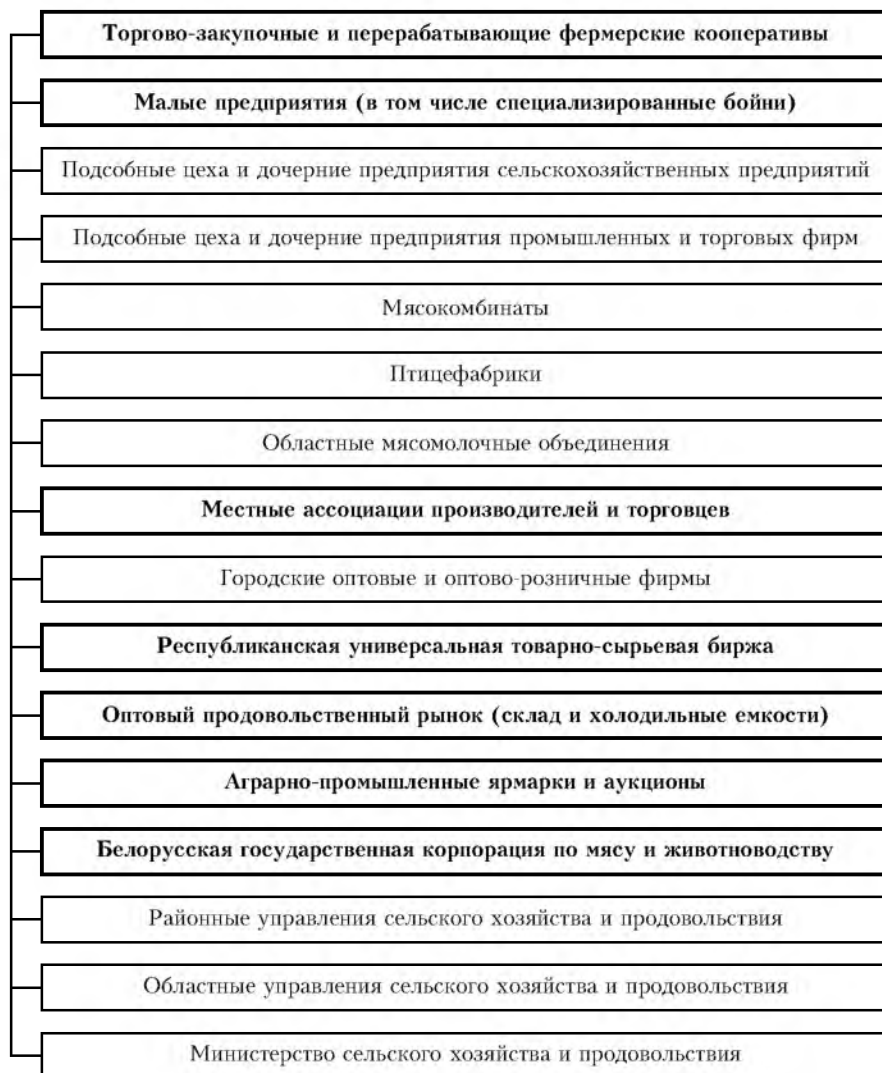 Торгово-закупочные и перерабатывающие фермерские кооперативы
Малые предприятия (в том числе специализированные бойни)
Подсобные цеха и дочерние предприятия сельскохозяйственных предприятий
Подсобные цеха и дочерние предприятия промышленных и торговых фирм
Мясокомбинаты
Птицефабрики
Областные мясомолочные объединения
Местные ассоциации производителей и торговцев
Городские оптовые и оптово-розничные фирмы
Республиканская универсальная товарно-сырьевая биржа
Оптовый продовольственный рынок (склад и холодильные емкости)
Аграрно-промышленные ярмарки и аукционы
Белорусская государственная корпорация по мясу и животноводству
Районные управления сельского хозяйства и продовольствия
Областные управления сельского хозяйства и продовольствия
Министерство сельского хозяйства и продовольствия